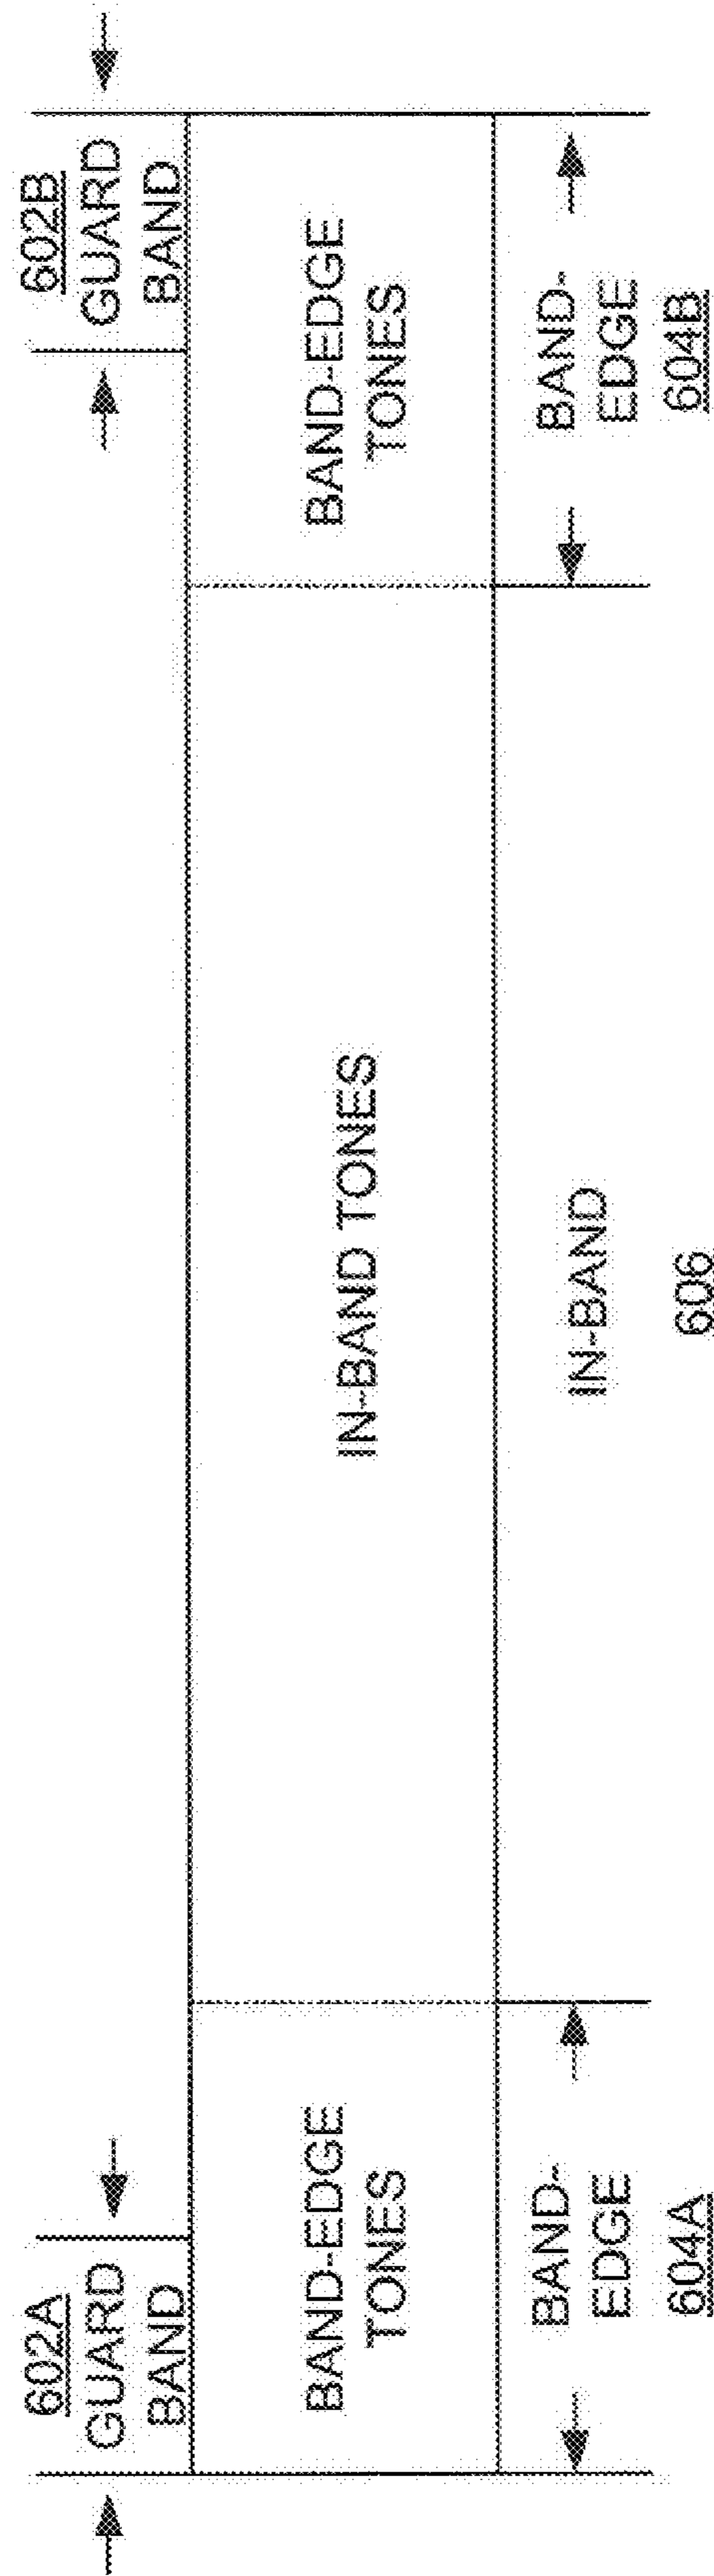 602A
GUARD
BAND
602B
GUARD
BAND
BAND-EDGE
TONES
IN-BAND TONES
BAND-EDGE
TONES
BAND-
EDGE
604A
IN-BAND
606
BAND-
EDGE
604B